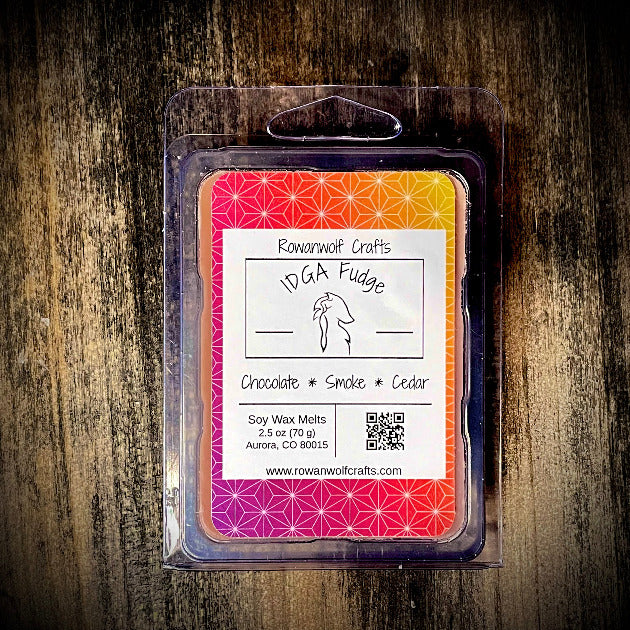 Rowanwolf Crafts
IDGA Fudge
Chocolate * Smoke * Cedar
Soy Wax Melts
2.5 oz (70 g)
Aurora, CO 80015
www.rowanwolfcrafts.com